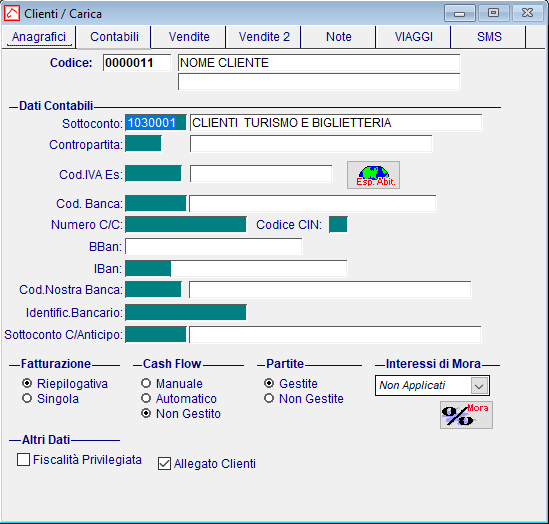 Clienti / Carica
Anagrafici Contabili Vendite Vendite 2 Note VIAGGI SMS
Codice: 0000011 NOME CLIENTE
Dati Contabili
Sottoconto: 1030001 CLIENTI TURISMO E BIGLIETTERIA
Contropartita:
Cod.IVA Es: Esp. Abit.
Cod. Banca:
Numero C/C: Codice CIN:
BBan:
IBan:
Cod.Nostra Banca:
Identific.Bancario:
Sottoconto C/Anticipo:
Fatturazione Cash Flow Partite Interessi di Mora
Riepilogativa Manuale Gestite Non Applicati
Singola Automatico Non Gestite
Non Gestito % Mora
Altri Dati
Fiscalità Privilegiata Allegato Clienti